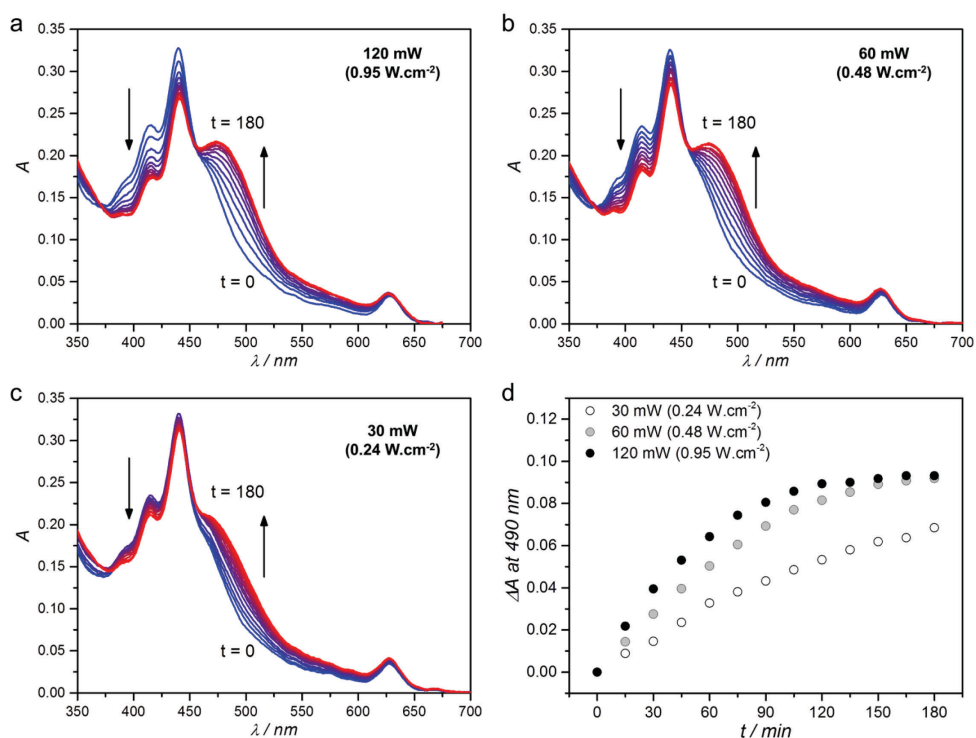 a
120 mW
(0.95 W.cm⁻²)
t = 180
t = 0
A
0.35
0.30
0.25
0.20
0.15
0.10
0.05
0.00
350 400 450 500 550 600 650 700
λ / nm
b
60 mW
(0.48 W.cm⁻²)
t = 180
t = 0
A
0.35
0.30
0.25
0.20
0.15
0.10
0.05
0.00
350 400 450 500 550 600 650 700
λ / nm
c
30 mW
(0.24 W.cm⁻²)
t = 180
t = 0
A
0.35
0.30
0.25
0.20
0.15
0.10
0.05
0.00
350 400 450 500 550 600 650 700
λ / nm
d
30 mW (0.24 W.cm⁻²)
60 mW (0.48 W.cm⁻²)
120 mW (0.95 W.cm⁻²)
ΔA at 490 nm
0.12
0.10
0.08
0.06
0.04
0.02
0.00
0 30 60 90 120 150 180
t / min